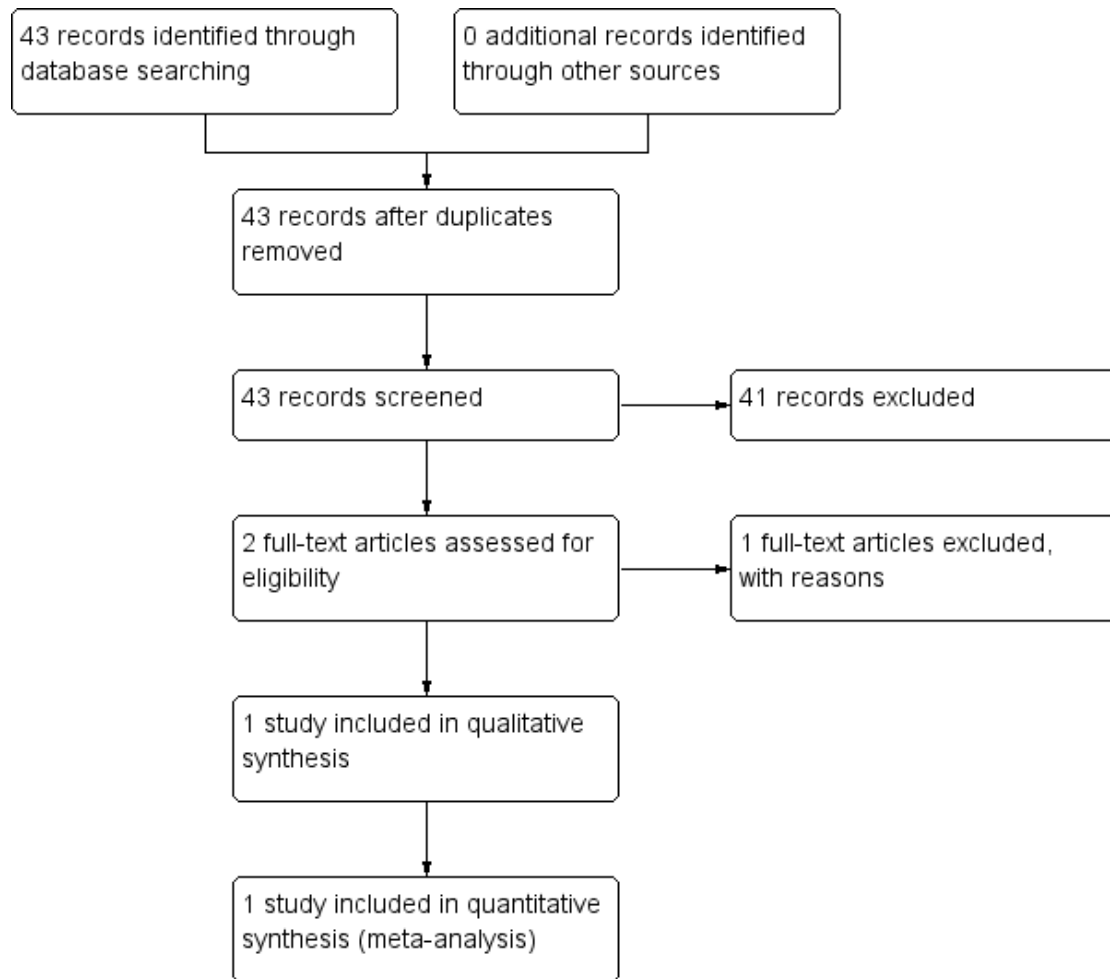 43 records identified through
database searching
0 additional records identified
through other sources
43 records after duplicates
removed
43 records screened
41 records excluded
2 full-text articles assessed for
eligibility
1 full-text articles excluded,
with reasons
1 study included in qualitative
synthesis
1 study included in quantitative
synthesis (meta-analysis)